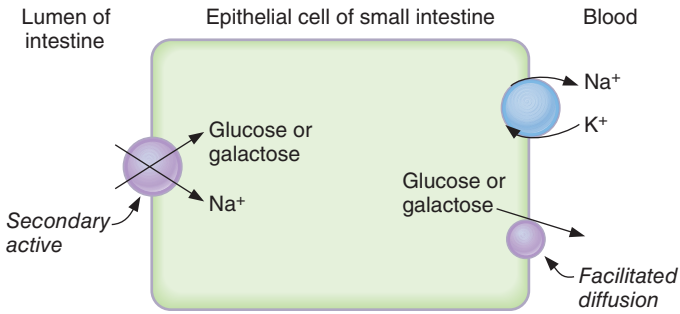 Lumen of
intestine
Epithelial cell of small intestine
Blood
Na⁺
K⁺
Glucose or
galactose
Na⁺
Glucose or
galactose
Secondary
active
Facilitated
diffusion